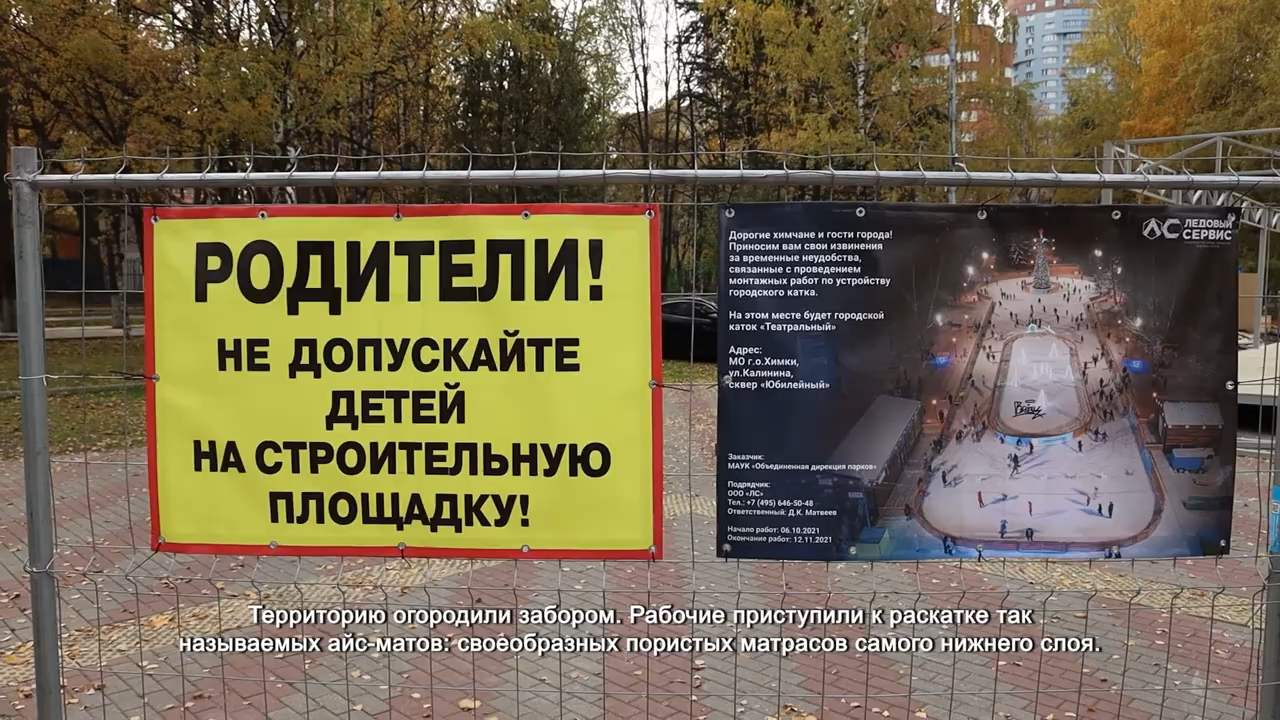 РОДИТЕЛИ!
НЕ ДОПУСКАЙТЕ
ДЕТЕЙ
НА СТРОИТЕЛЬНУЮ
ПЛОЩАДКУ!
ЛС ЛЕДОВЫЙ
СЕРВИС
Дорогие химчане и гости города!
Приносим вам свои извинения
за временные неудобства,
связанные с проведением
монтажных работ по устройству
городского катка.
На этом месте будет городской
каток «Театральный»
Адрес:
МО г.о.Химки,
ул.Калинина,
сквер «Юбилейный»
Заказчик:
МАУК «Объединенная дирекция парков»
Подрядчик:
ООО «ЛС»
Тел.: +7 (495) 646-50-48
Ответственный: Д.К. Матвеев
Начало работ: 06.10.2021
Окончание работ: 12.11.2021
Территорию огородили забором. Рабочие приступили к раскатке так
называемых айс-матов: своеобразных пористых матрасов самого нижнего слоя.